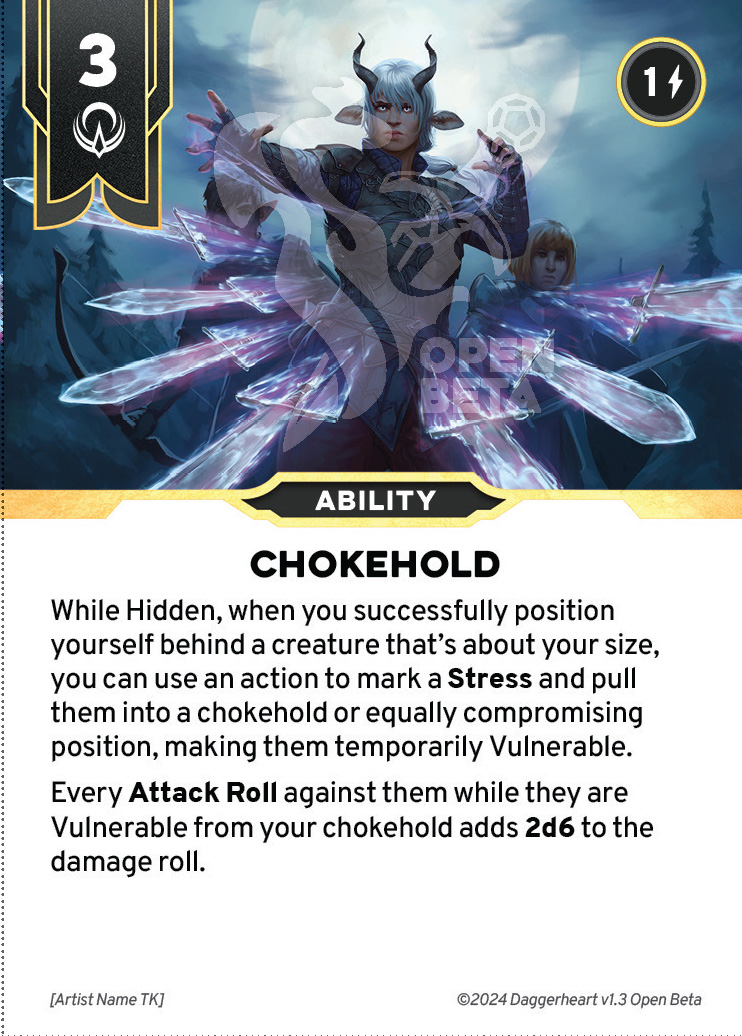 3
1
OPEN
BETA
ABILITY
CHOKEHOLD
While Hidden, when you successfully position
yourself behind a creature that's about your size,
you can use an action to mark a Stress and pull
them into a chokehold or equally compromising
position, making them temporarily Vulnerable.
Every Attack Roll against them while they are
Vulnerable from your chokehold adds 2d6 to the
damage roll.
[Artist Name TK]
©2024 Daggerheart v1.3 Open Beta